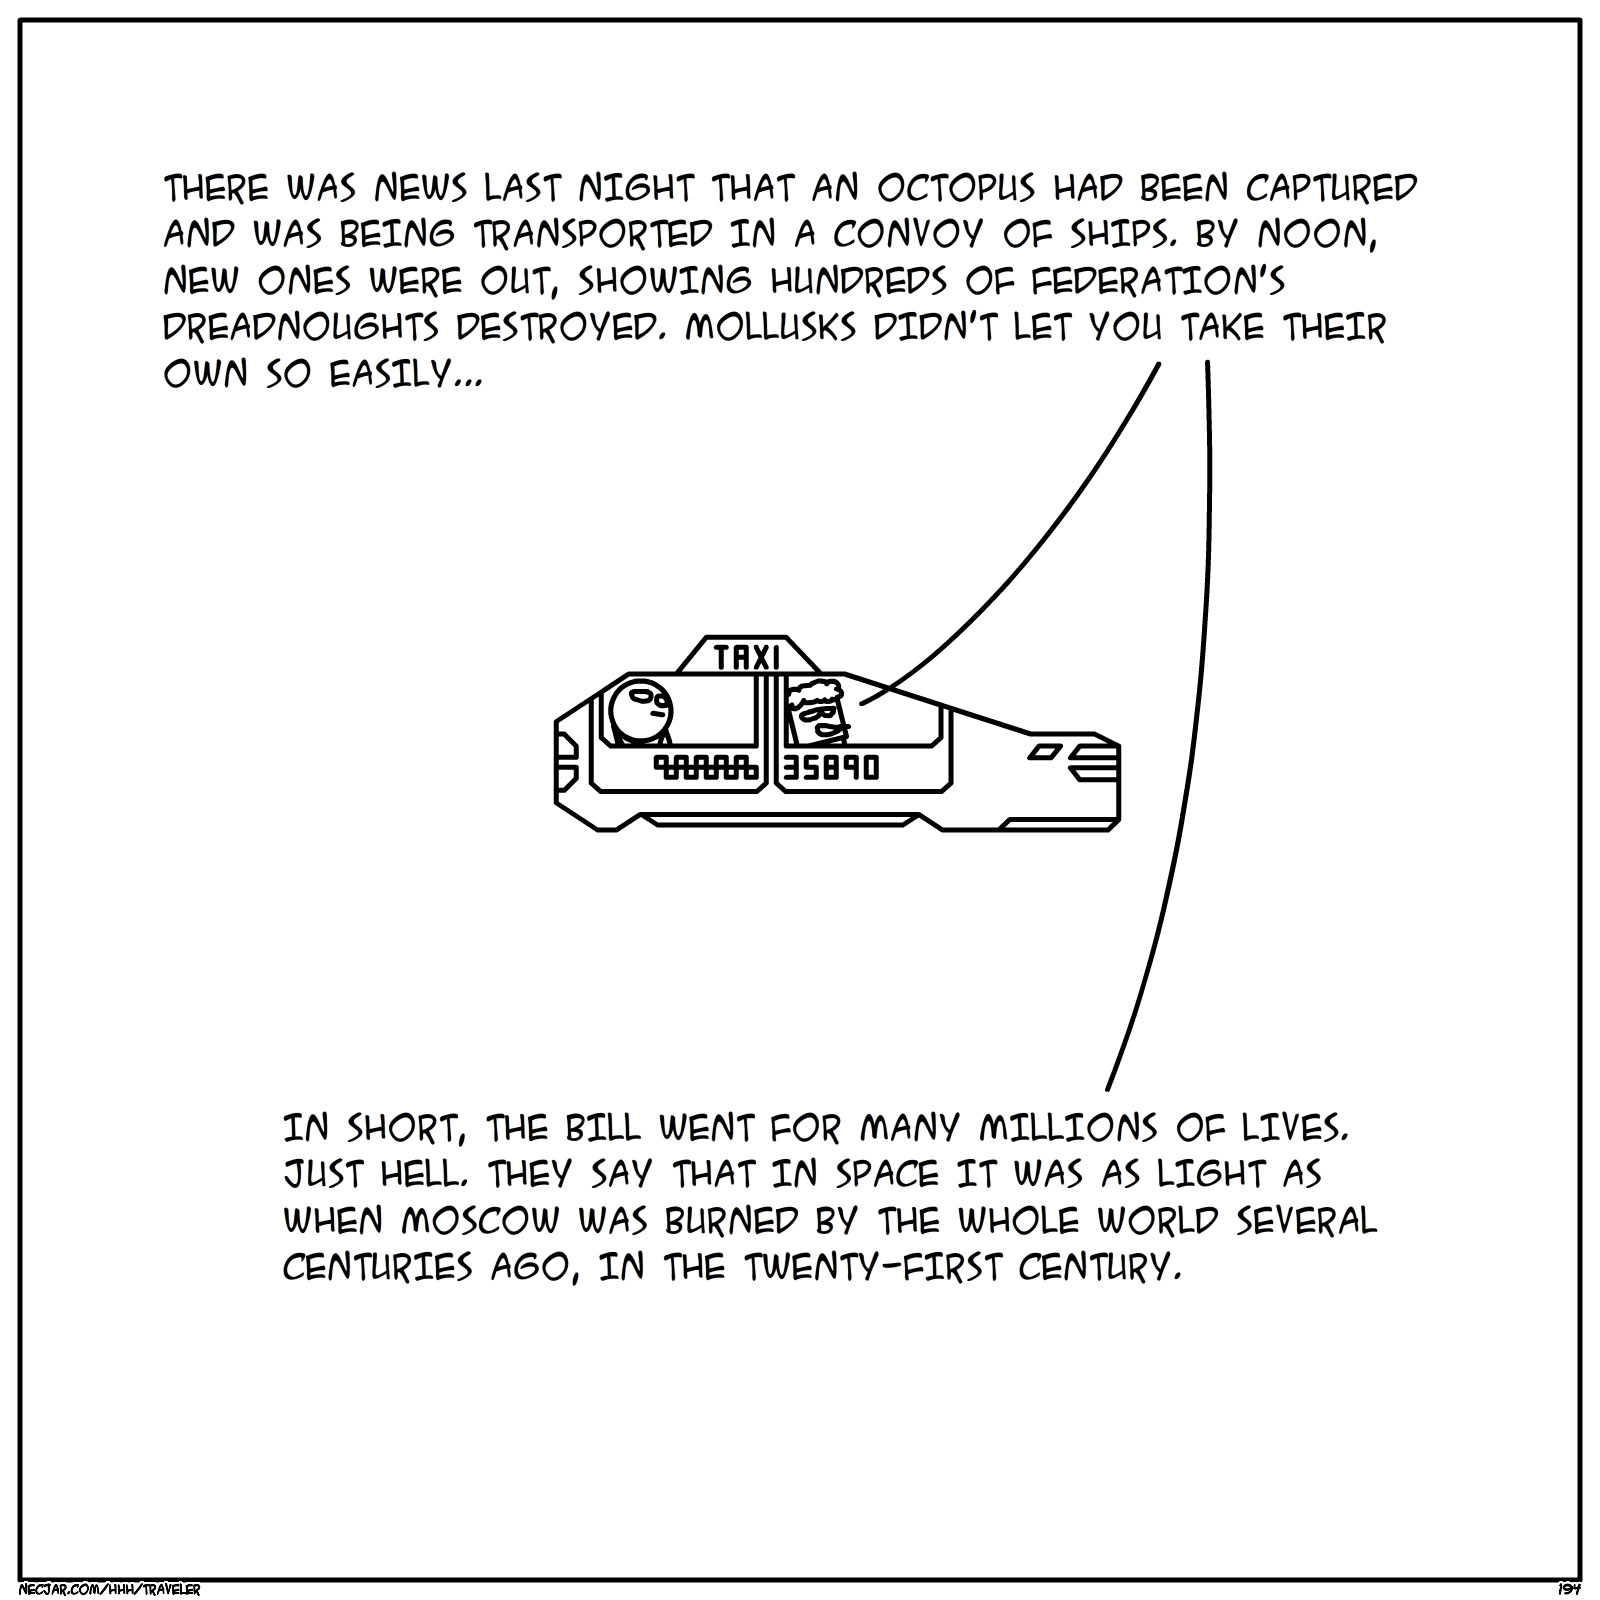 THERE WAS NEWS LAST NIGHT THAT AN OCTOPUS HAD BEEN CAPTURED
AND WAS BEING TRANSPORTED IN A CONVOY OF SHIPS. BY NOON,
NEW ONES WERE OUT, SHOWING HUNDREDS OF FEDERATION'S
DREADNOUGHTS DESTROYED. MOLLUSKS DIDN'T LET YOU TAKE THEIR
OWN SO EASILY...
TAXI
35890
IN SHORT, THE BILL WENT FOR MANY MILLIONS OF LIVES.
JUST HELL. THEY SAY THAT IN SPACE IT WAS AS LIGHT AS
WHEN MOSCOW WAS BURNED BY THE WHOLE WORLD SEVERAL
CENTURIES AGO, IN THE TWENTY-FIRST CENTURY.
NECJAR.COM/HHH/TRAVELER
194